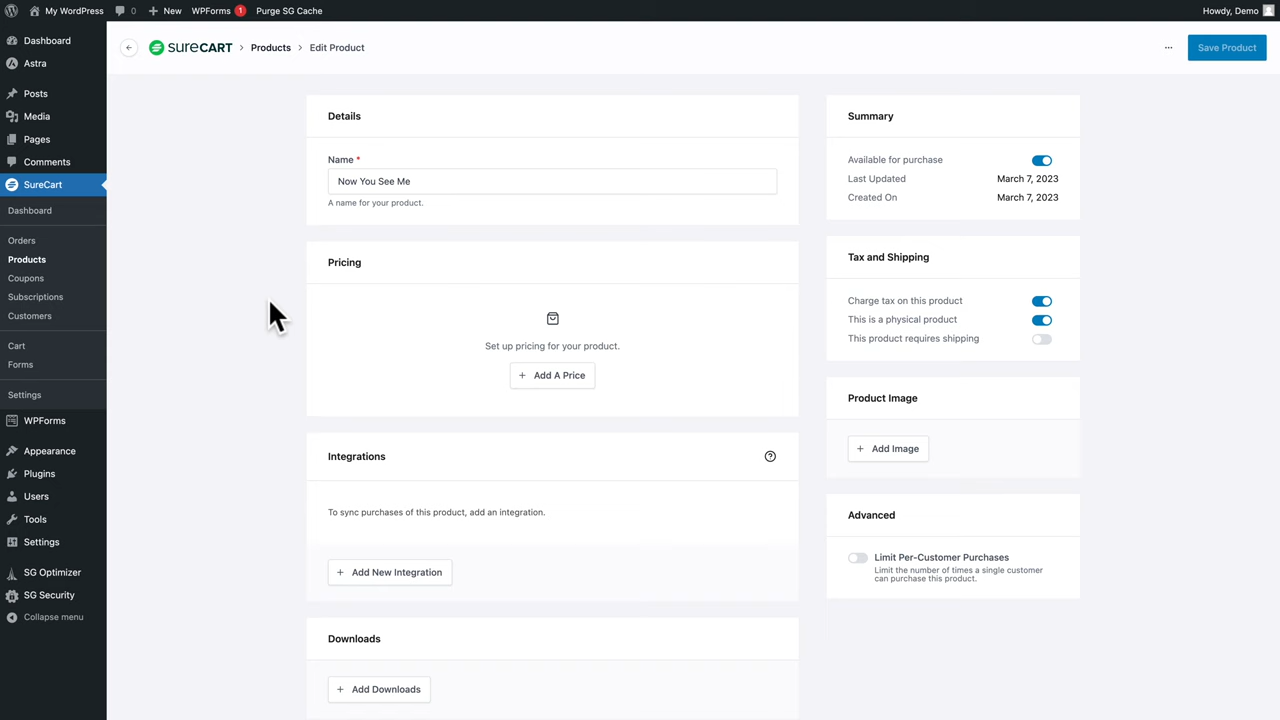 My WordPress 0 New WPForms 1 Purge SG Cache Howdy, Demo
Dashboard
Astra
Posts
Media
Pages
Comments
SureCart
Dashboard
Orders
Products
Coupons
Subscriptions
Customers
Cart
Forms
Settings
WPForms
Appearance
Plugins
Users
Tools
Settings
SG Optimizer
SG Security
Collapse menu
sureCART Products Edit Product ... Save Product
Details
Name *
Now You See Me
A name for your product.
Pricing
Set up pricing for your product.
+ Add A Price
Integrations ?
To sync purchases of this product, add an integration.
+ Add New Integration
Downloads
+ Add Downloads
Summary
Available for purchase
Last Updated March 7, 2023
Created On March 7, 2023
Tax and Shipping
Charge tax on this product
This is a physical product
This product requires shipping
Product Image
+ Add Image
Advanced
Limit Per-Customer Purchases
Limit the number of times a single customer
can purchase this product.